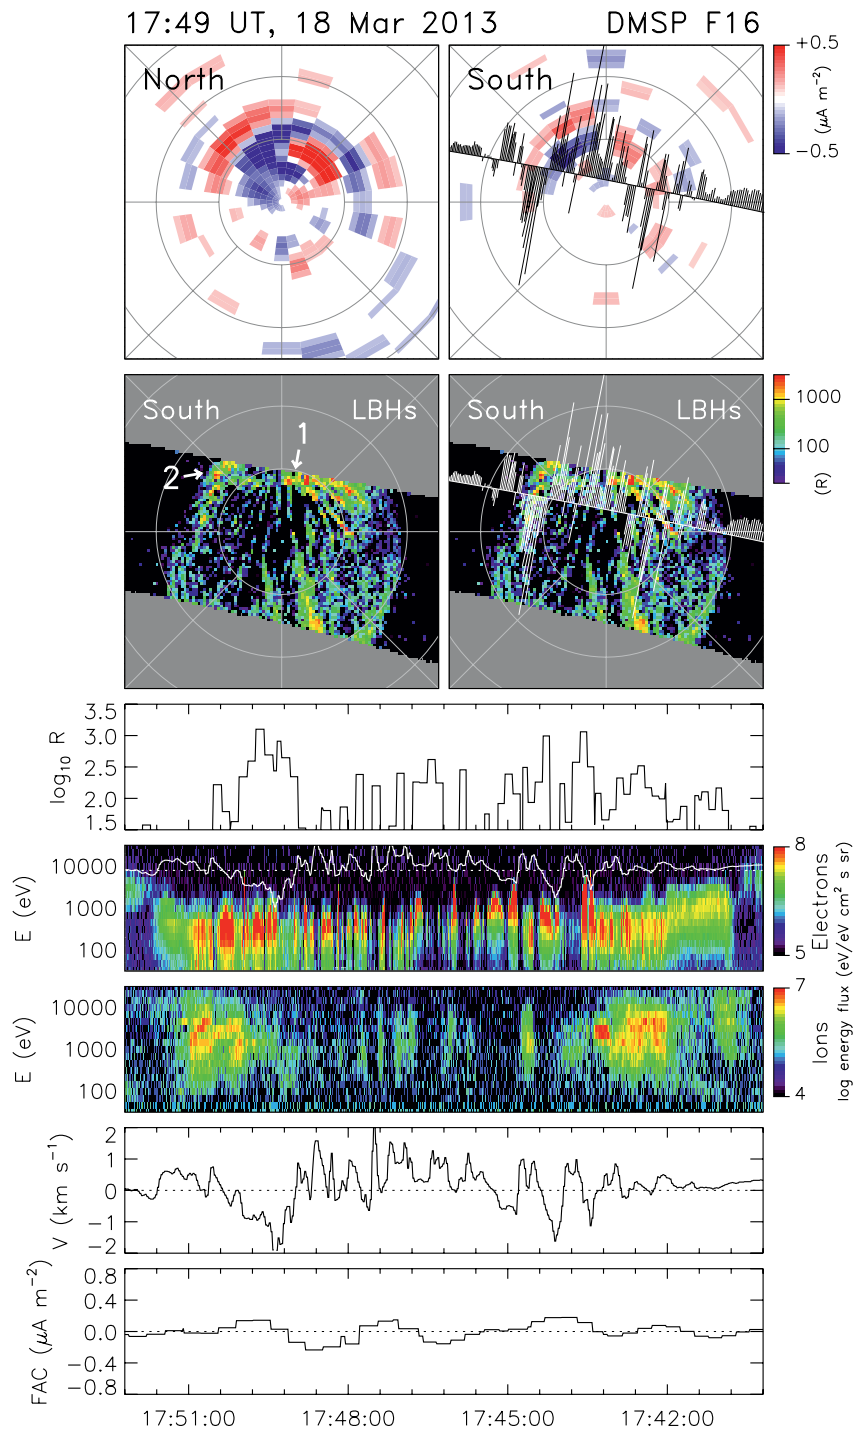 17:49 UT, 18 Mar 2013 DMSP F16
North
South
+0.5
(μA m⁻²)
−0.5
South LBHs
1
2
South LBHs
1000
100
(R)
3.5
3.0
2.5
2.0
1.5
log₁₀ R
10000
1000
100
E (eV)
8
5
Electrons
10000
1000
100
E (eV)
7
4
Ions
log energy flux (eV/eV cm² s sr)
2
1
0
−1
−2
V (km s⁻¹)
0.8
0.4
0.0
−0.4
−0.8
FAC (μA m⁻²)
17:51:00 17:48:00 17:45:00 17:42:00